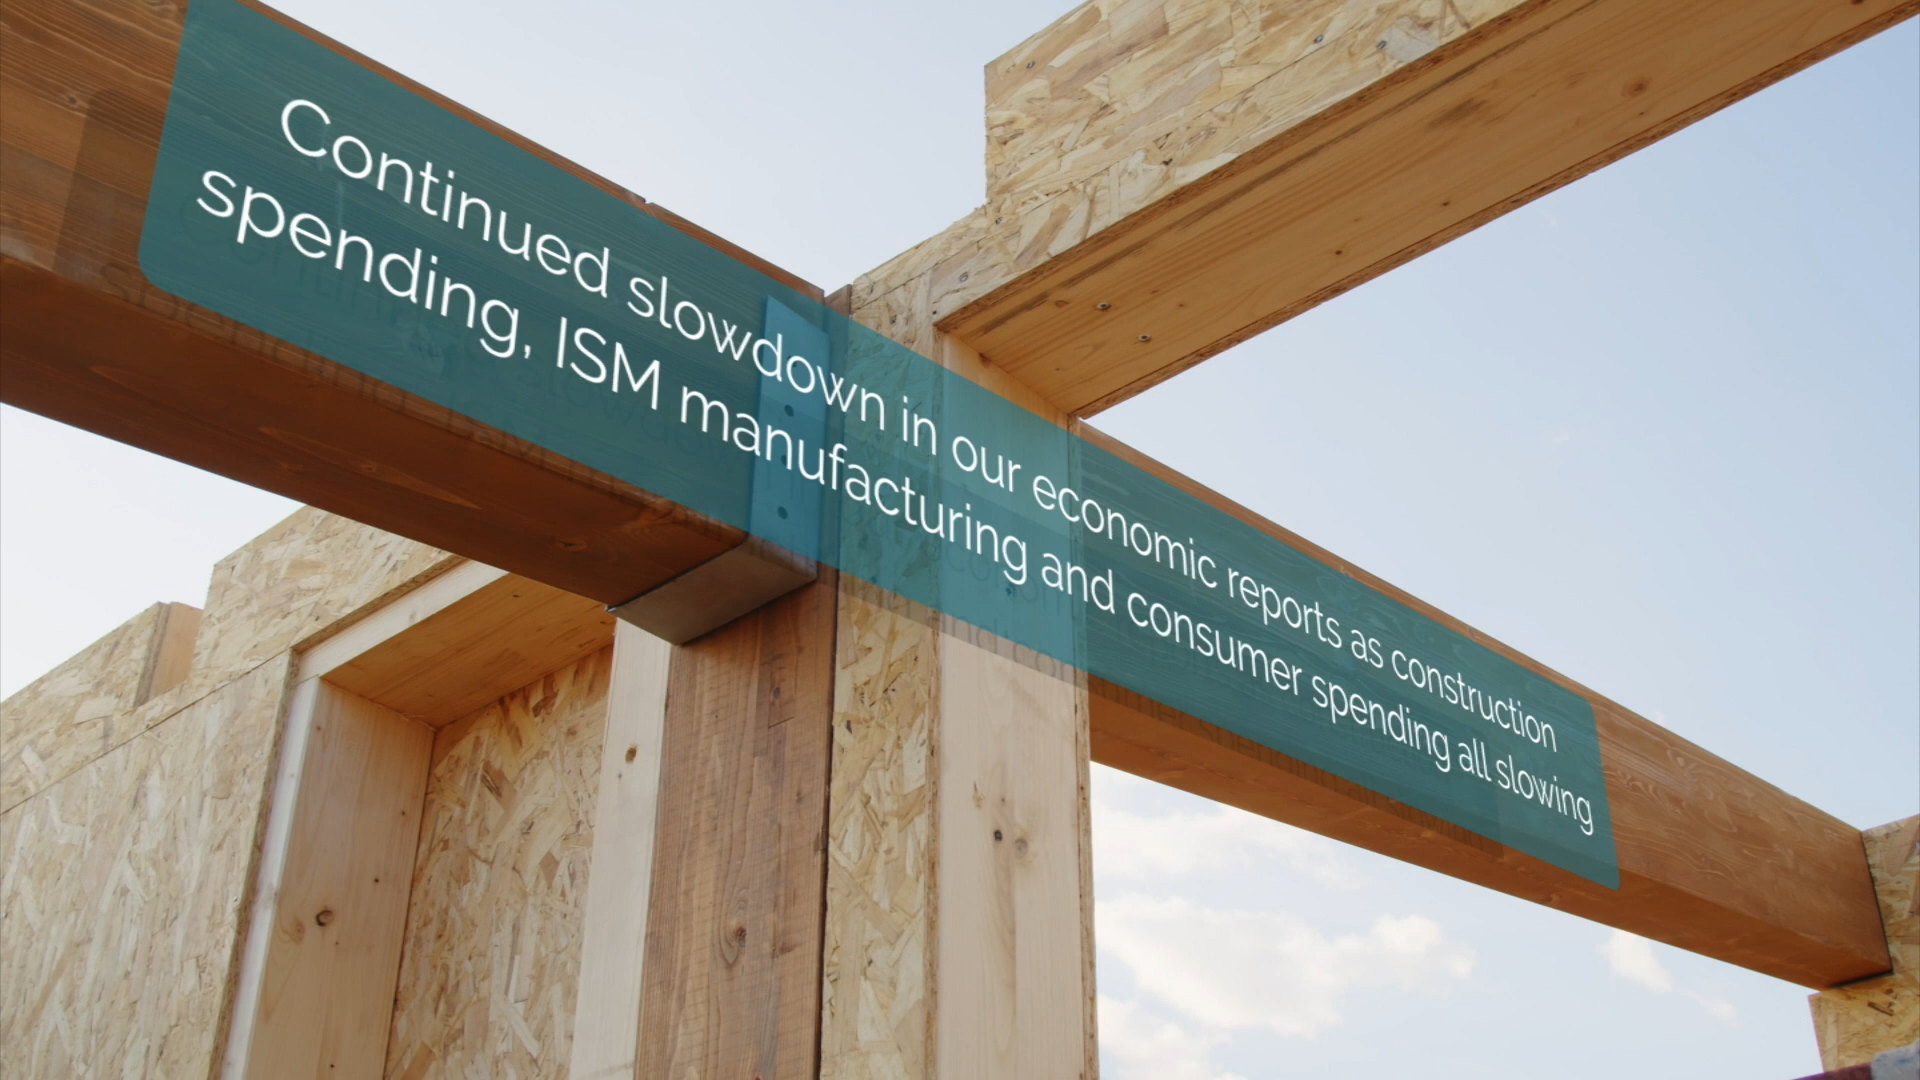 Continued slowdown in our economic reports as construction
spending, ISM manufacturing and consumer spending all slowing